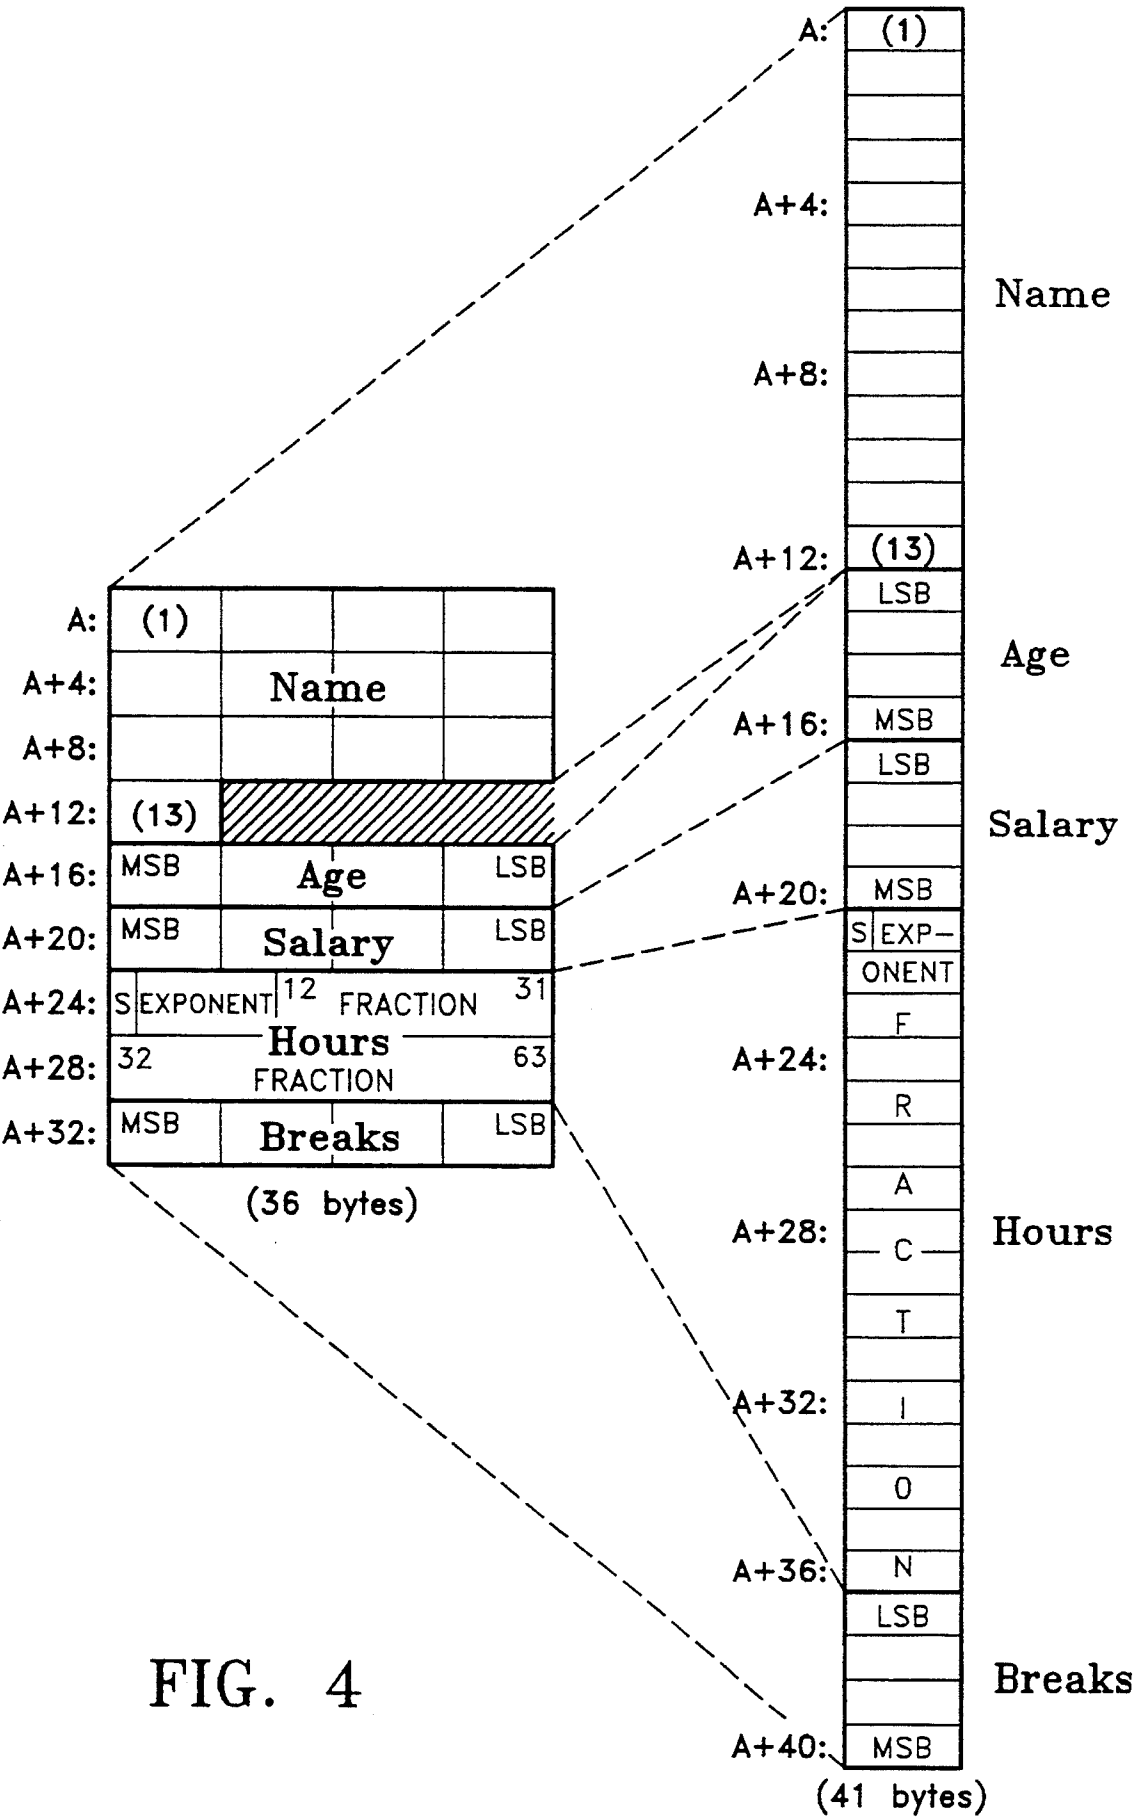 A: (1)
A+4:
Name
A+8:
A+12: (13)
LSB
Age
A+16: MSB
LSB
Salary
A+20: MSB
S EXP-
ONENT
F
A+24:
R
A
A+28: C
Hours
T
A+32: I
O
A+36: N
LSB
Breaks
A+40: MSB
(41 bytes)
A: (1)
A+4: Name
A+8:
A+12: (13)
A+16: MSB Age LSB
A+20: MSB Salary LSB
A+24: S EXPONENT 12 FRACTION 31
Hours
A+28: 32 FRACTION 63
A+32: MSB Breaks LSB
(36 bytes)
FIG. 4